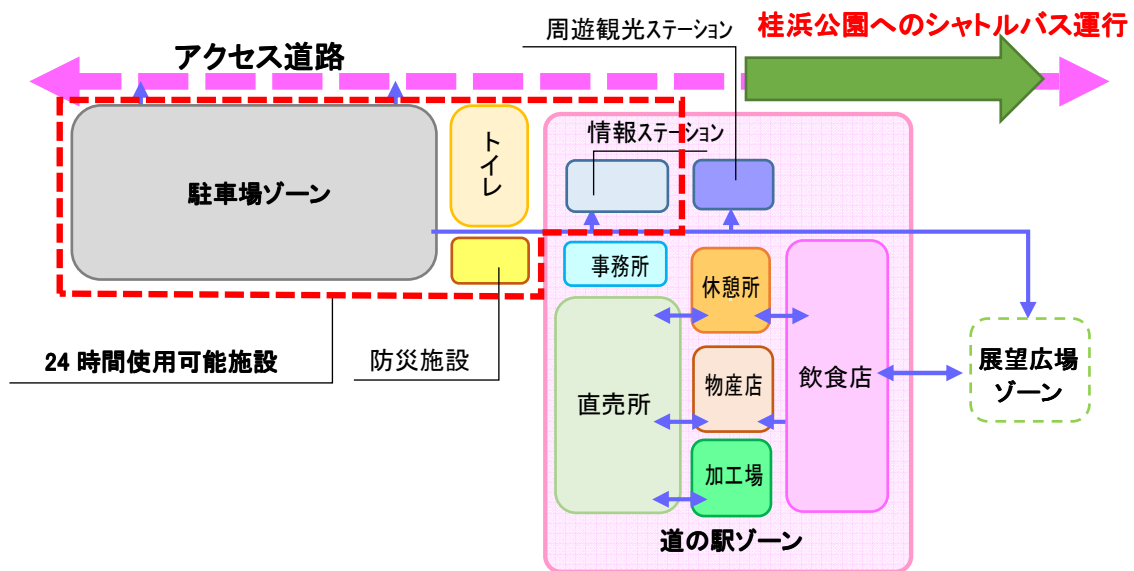 桂浜公園へのシャトルバス運行
周遊観光ステーション
アクセス道路
情報ステーション
トイレ
駐車場ゾーン
事務所
休憩所
24 時間使用可能施設
防災施設
直売所
物産店
飲食店
展望広場
ゾーン
加工場
道の駅ゾーン